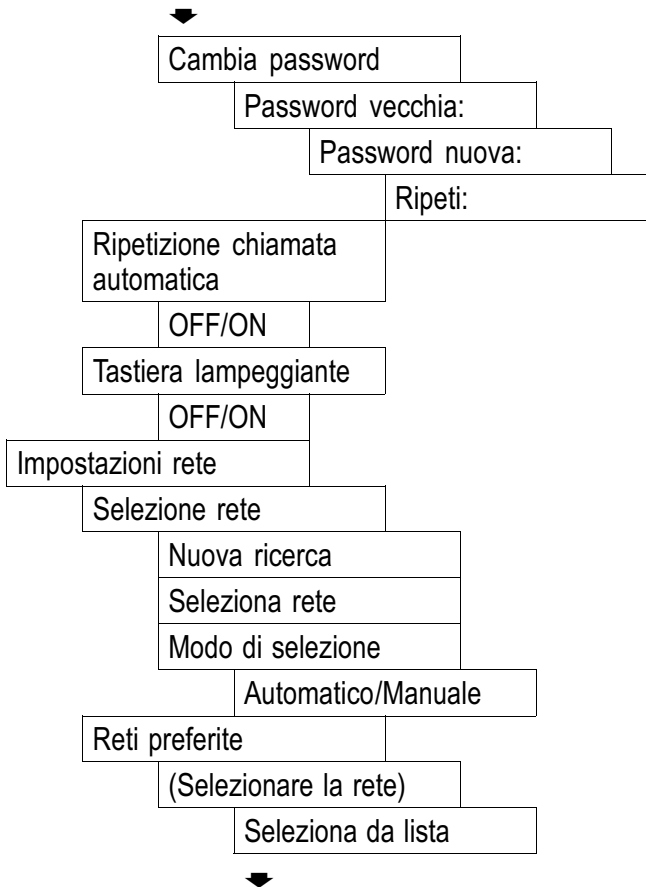 Cambia password
Password vecchia:
Password nuova:
Ripeti:
Ripetizione chiamata
automatica
OFF/ON
Tastiera lampeggiante
OFF/ON
Impostazioni rete
Selezione rete
Nuova ricerca
Seleziona rete
Modo di selezione
Automatico/Manuale
Reti preferite
(Selezionare la rete)
Seleziona da lista